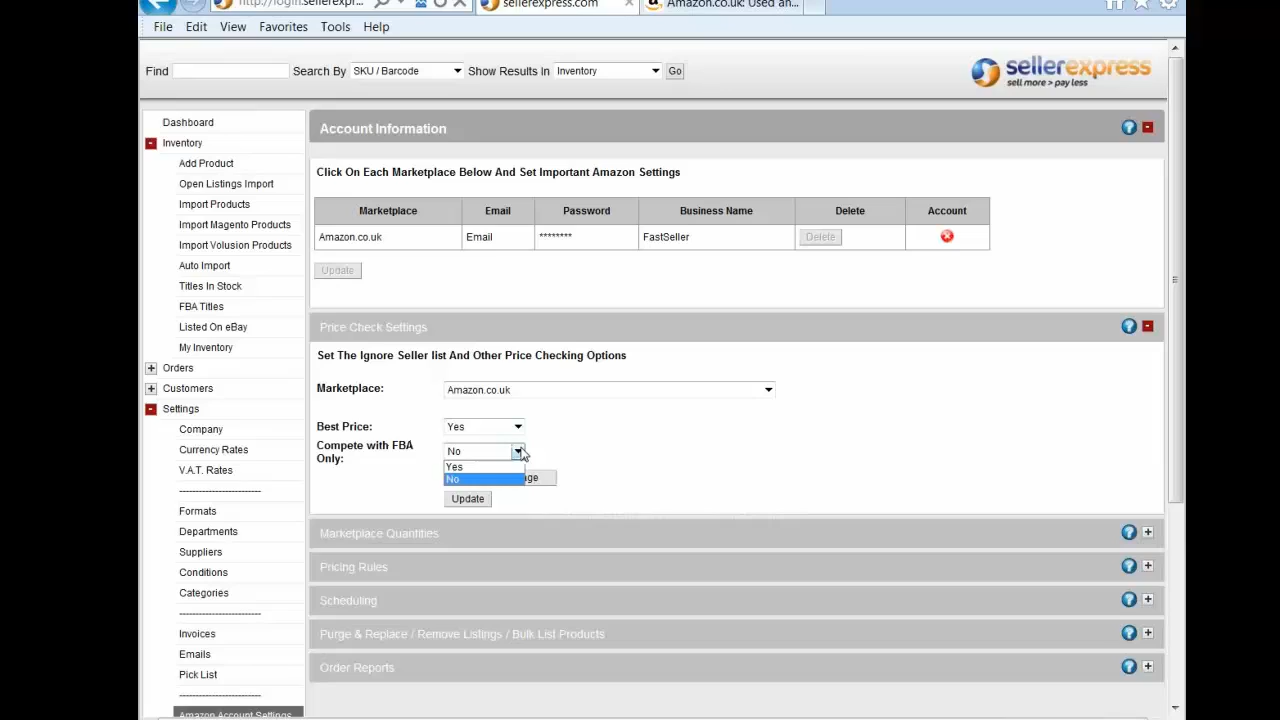 http://login.sellerexpr...
sellerexpress.com
Amazon.co.uk: Used an...
File Edit View Favorites Tools Help
Find Search By SKU / Barcode Show Results In Inventory Go
sellerexpress
sell more > pay less
Dashboard
Inventory
Add Product
Open Listings Import
Import Products
Import Magento Products
Import Volusion Products
Auto Import
Titles In Stock
FBA Titles
Listed On eBay
My Inventory
Orders
Customers
Settings
Company
Currency Rates
V.A.T. Rates
--------------------------
Formats
Departments
Suppliers
Conditions
Categories
--------------------------
Invoices
Emails
Pick List
--------------------------
Amazon Account Settings
Account Information
Click On Each Marketplace Below And Set Important Amazon Settings
Marketplace Email Password Business Name Delete Account
Amazon.co.uk Email ******** FastSeller Delete
Update
Price Check Settings
Set The Ignore Seller list And Other Price Checking Options
Marketplace: Amazon.co.uk
Best Price: Yes
Compete with FBA Only: No
Yes
No
Update
Marketplace Quantities
Pricing Rules
Scheduling
Purge & Replace / Remove Listings / Bulk List Products
Order Reports